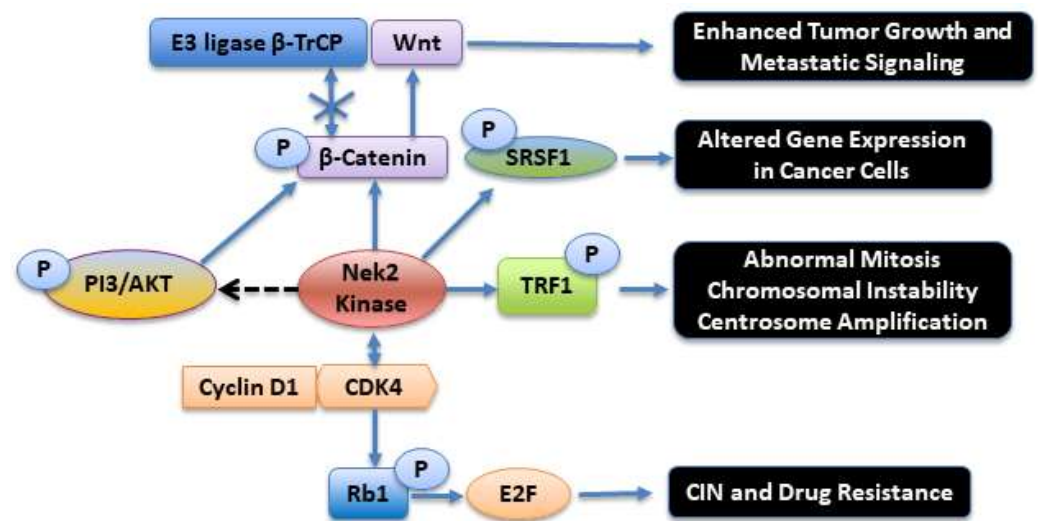 E3 ligase β-TrCP
Wnt
Enhanced Tumor Growth and
Metastatic Signaling
P
β-Catenin
P
SRSF1
Altered Gene Expression
in Cancer Cells
P
PI3/AKT
Nek2
Kinase
TRF1
P
Abnormal Mitosis
Chromosomal Instability
Centrosome Amplification
Cyclin D1
CDK4
Rb1
P
E2F
CIN and Drug Resistance